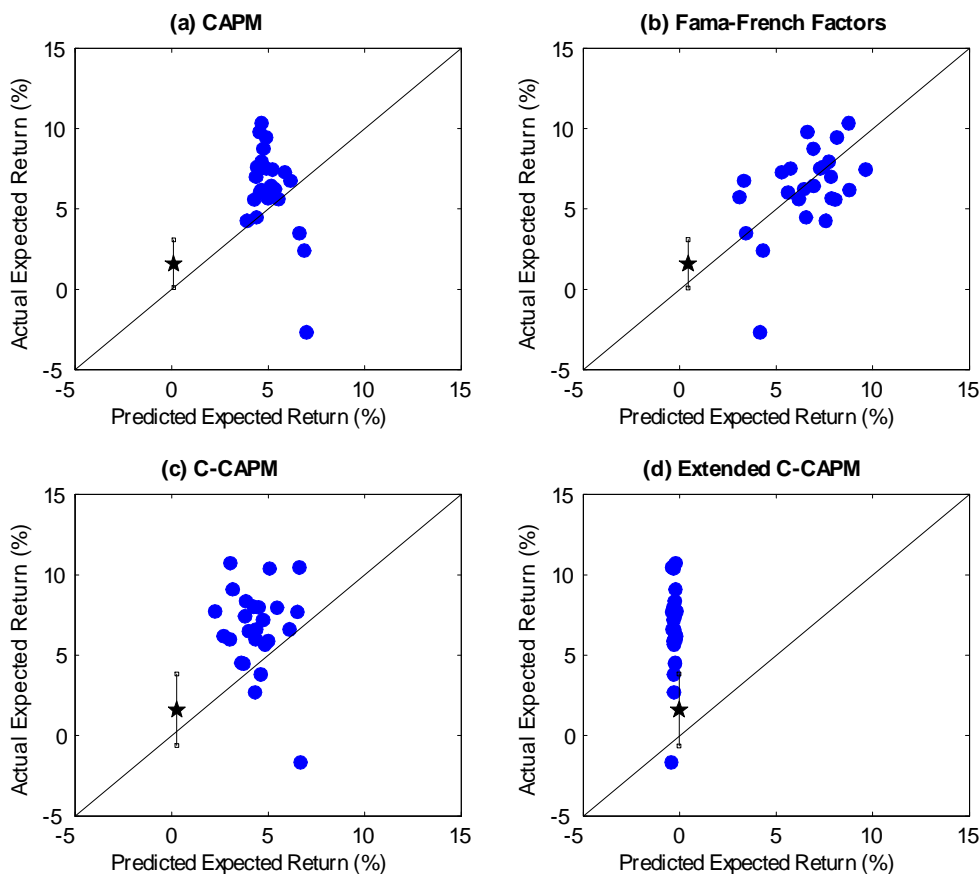 (a) CAPM
15
10
5
0
-5
-5 0 5 10 15
Actual Expected Return (%)
Predicted Expected Return (%)
(b) Fama-French Factors
15
10
5
0
-5
-5 0 5 10 15
Actual Expected Return (%)
Predicted Expected Return (%)
(c) C-CAPM
15
10
5
0
-5
-5 0 5 10 15
Actual Expected Return (%)
Predicted Expected Return (%)
(d) Extended C-CAPM
15
10
5
0
-5
-5 0 5 10 15
Actual Expected Return (%)
Predicted Expected Return (%)